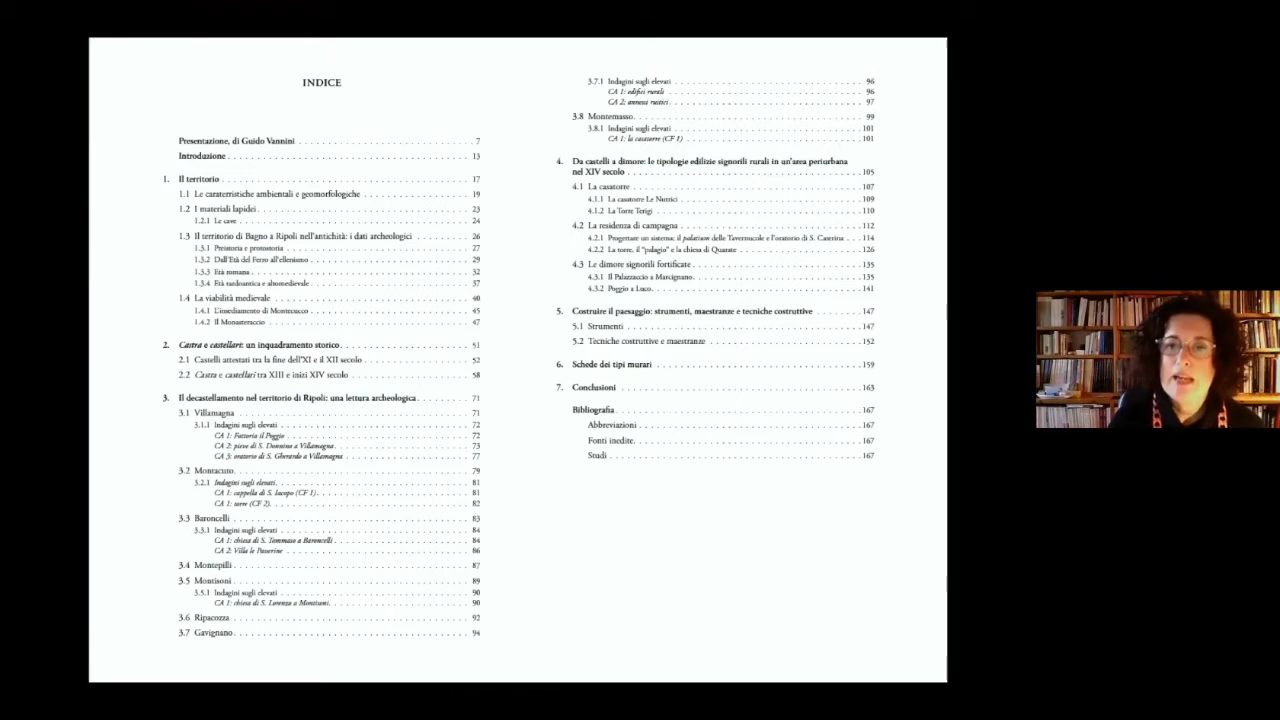 INDICE
Presentazione, di Guido Vannini . . . 7
Introduzione . . . 13
1. Il territorio . . . 17
1.1 Le caratteristiche ambientali e geomorfologiche . . . 19
1.2 I materiali lapidei . . . 23
1.2.1 Le cave . . . 24
1.3 Il territorio di Bagno a Ripoli nell'antichità: i dati archeologici . . . 26
1.3.1 Preistoria e protostoria . . . 27
1.3.2 Dall'Età del Ferro all'ellenismo . . . 29
1.3.3 Età romana . . . 32
1.3.4 Età tardoantica e altomedievale . . . 37
1.4 La viabilità medievale . . . 40
1.4.1 L'insediamento di Montecucco . . . 45
1.4.2 Il Monasteraccio . . . 47
2. Castra e castellari: un inquadramento storico . . . 51
2.1 Castelli attestati tra la fine dell'XI e il XII secolo . . . 52
2.2 Castra e castellari tra XIII e inizi XIV secolo . . . 58
3. Il decastellamento nel territorio di Ripoli: una lettura archeologica . . . 71
3.1 Villamagna . . . 71
3.1.1 Indagini sugli elevati . . . 72
CA 1: Fattoria il Poggio . . . 72
CA 2: pieve di S. Donnino a Villamagna . . . 73
CA 3: oratorio di S. Gherardo a Villamagna . . . 77
3.2 Montacuto . . . 79
3.2.1 Indagini sugli elevati . . . 81
CA 1: cappella di S. Iacopo (CF 1) . . . 81
CA 1: torre (CF 2) . . . 82
3.3 Baroncelli . . . 83
3.3.1 Indagini sugli elevati . . . 84
CA 1: chiesa di S. Tommaso a Baroncelli . . . 84
CA 2: Villa le Passerine . . . 86
3.4 Montepilli . . . 87
3.5 Montisoni . . . 89
3.5.1 Indagini sugli elevati . . . 90
CA 1: chiesa di S. Lorenzo a Montisoni . . . 90
3.6 Ripacozza . . . 92
3.7 Gavignano . . . 94
3.7.1 Indagini sugli elevati . . . 96
CA 1: edifici rurali . . . 96
CA 2: annessi rustici . . . 97
3.8 Montemasso . . . 99
3.8.1 Indagini sugli elevati . . . 101
CA 1: la casatorre (CF 1) . . . 101
4. Da castelli a dimore: le tipologie edilizie signorili rurali in un'area periurbana
nel XIV secolo . . . 105
4.1 La casatorre . . . 107
4.1.1 La casatorre Le Nutrici . . . 109
4.1.2 La Torre Terigi . . . 110
4.2 La residenza di campagna . . . 112
4.2.1 Progettare un sistema: il palatium delle Tavernucole e l'oratorio di S. Caterina . . . 114
4.2.2 La torre, il "palagio" e la chiesa di Quarate . . . 126
4.3 Le dimore signorili fortificate . . . 135
4.3.1 Il Palazzaccio a Marcignano . . . 135
4.3.2 Poggio a Luco . . . 141
5. Costruire il paesaggio: strumenti, maestranze e tecniche costruttive . . . 147
5.1 Strumenti . . . 147
5.2 Tecniche costruttive e maestranze . . . 152
6. Schede dei tipi murari . . . 159
7. Conclusioni . . . 163
Bibliografia . . . 167
Abbreviazioni . . . 167
Fonti inedite . . . 167
Studi . . . 167